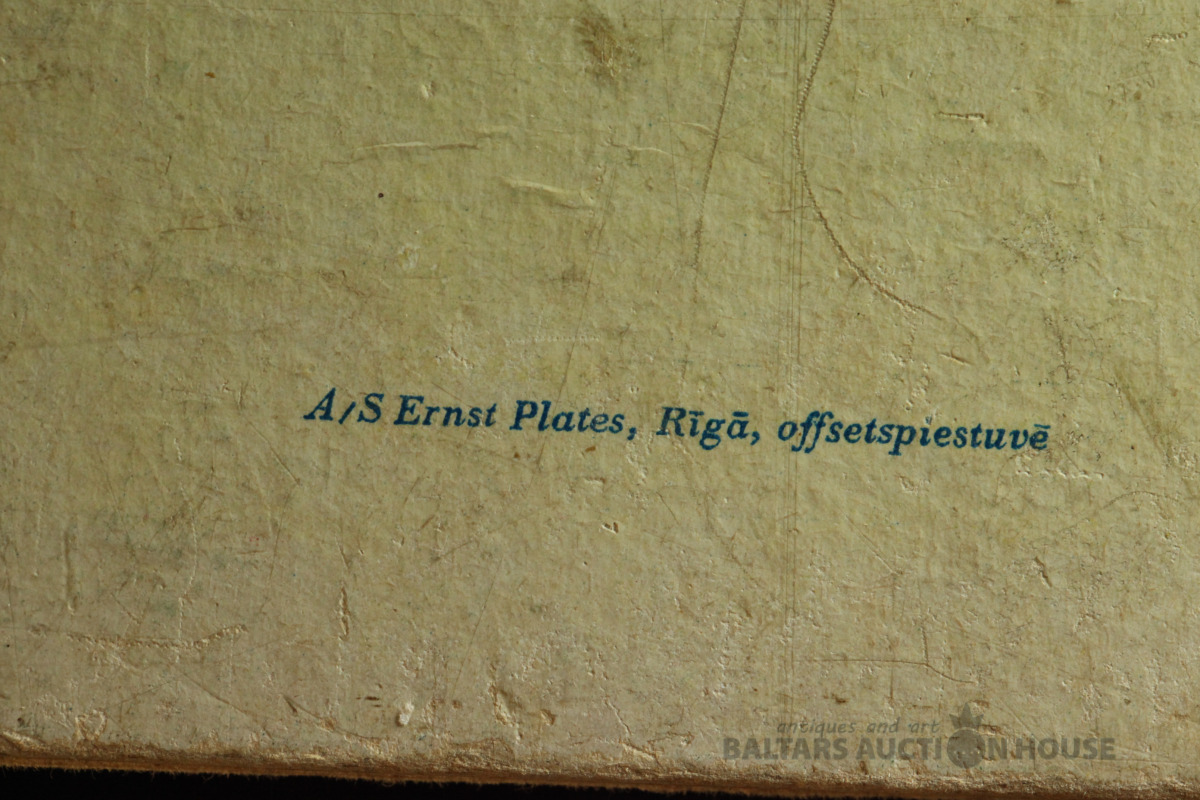 A/S Ernst Plates, Rīgā, offsetspiestuvē
antiques and art
BALTARS AUCTION.HOUSE